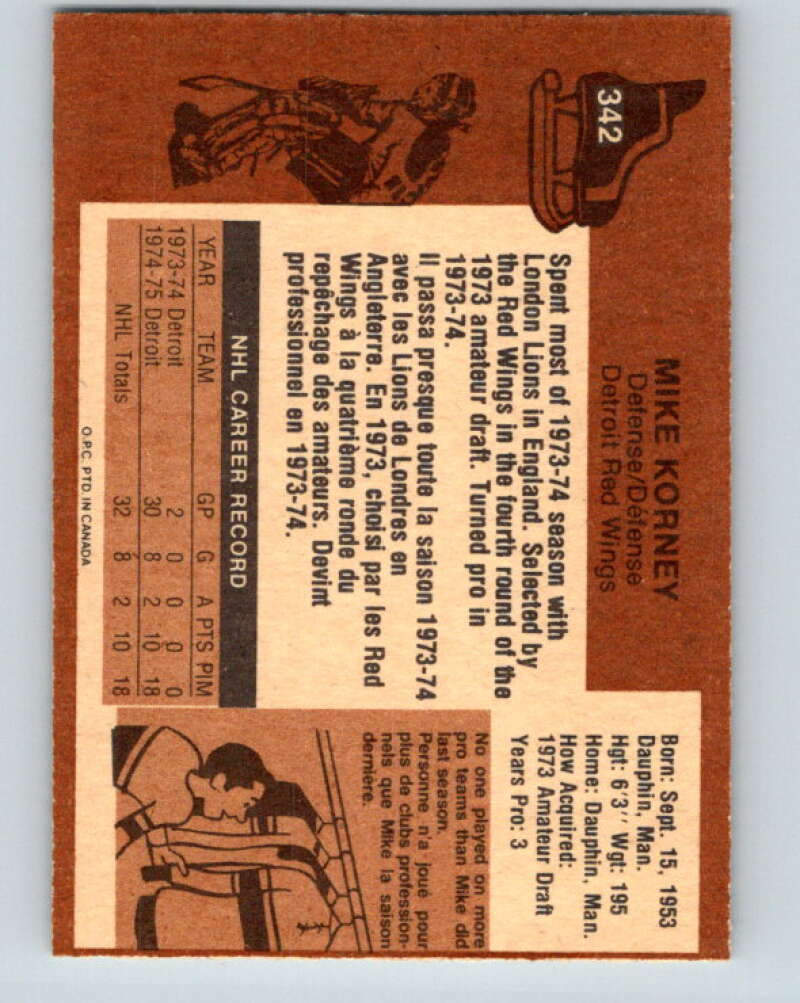 342
MIKE KORNEY
Defense/Défense
Detroit Red Wings
Born: Sept. 15, 1953
Dauphin, Man.
Hgt: 6'3'' Wgt: 195
Home: Dauphin, Man.
How Acquired:
1973 Amateur Draft
Years Pro: 3
Spent most of 1973-74 season with
London Lions in England. Selected by
the Red Wings in the fourth round of the
1973 amateur draft. Turned pro in
1973-74.
Il passa presque toute la saison 1973-74
avec les Lions de Londres en
Angleterre. En 1973, choisi par les Red
Wings à la quatrième ronde du
repêchage des amateurs. Devint
professionnel en 1973-74.
NHL CAREER RECORD
YEAR TEAM GP G A PTS PIM
1973-74 Detroit 2 0 0 0 0
1974-75 Detroit 30 8 2 10 18
NHL Totals 32 8 2 10 18
No one played on more
pro teams than Mike did
last season.
Personne n'a joué pour
plus de clubs profession-
nels que Mike la saison
dernière.
O.P.C. PTD. IN CANADA